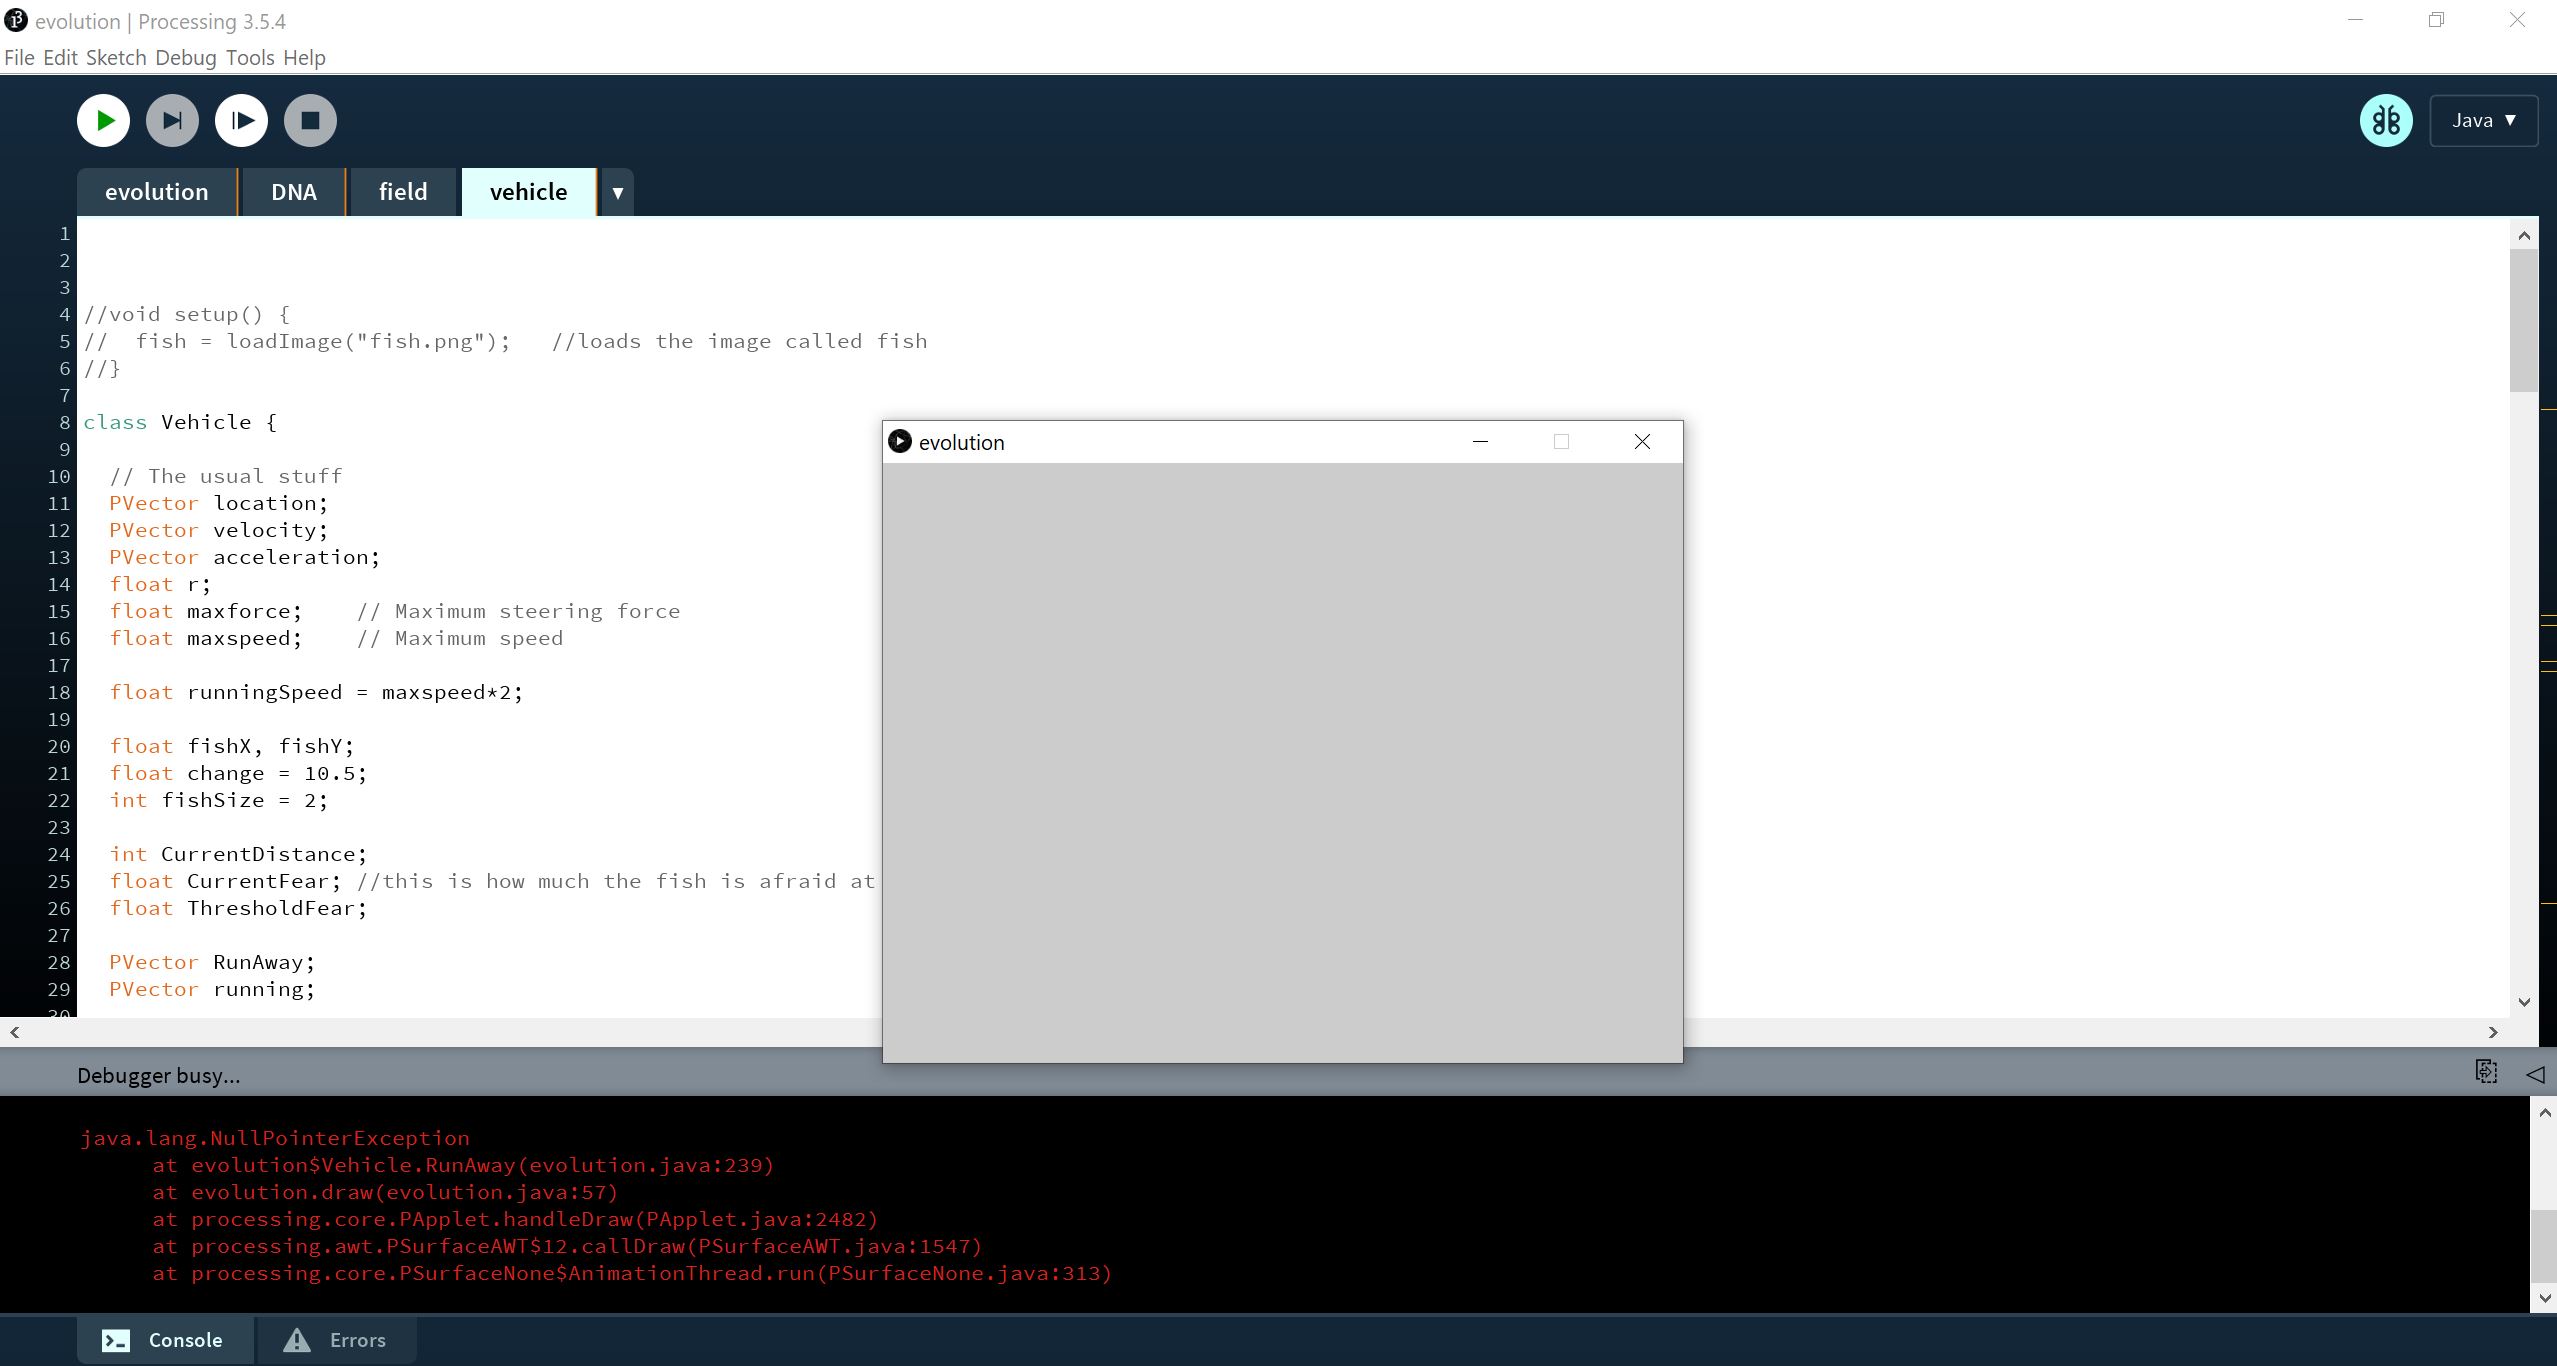 evolution | Processing 3.5.4
File Edit Sketch Debug Tools Help
Java ▼
evolution DNA field vehicle ▼
1
2
3
4 //void setup() {
5 //  fish = loadImage("fish.png");   //loads the image called fish
6 //}
7
8 class Vehicle {
9
10   // The usual stuff
11   PVector location;
12   PVector velocity;
13   PVector acceleration;
14   float r;
15   float maxforce;    // Maximum steering force
16   float maxspeed;    // Maximum speed
17
18   float runningSpeed = maxspeed*2;
19
20   float fishX, fishY;
21   float change = 10.5;
22   int fishSize = 2;
23
24   int CurrentDistance;
25   float CurrentFear; //this is how much the fish is afraid at
26   float ThresholdFear;
27
28   PVector RunAway;
29   PVector running;
30
evolution
Debugger busy...
java.lang.NullPointerException
at evolution$Vehicle.RunAway(evolution.java:239)
at evolution.draw(evolution.java:57)
at processing.core.PApplet.handleDraw(PApplet.java:2482)
at processing.awt.PSurfaceAWT$12.callDraw(PSurfaceAWT.java:1547)
at processing.core.PSurfaceNone$AnimationThread.run(PSurfaceNone.java:313)
Console Errors